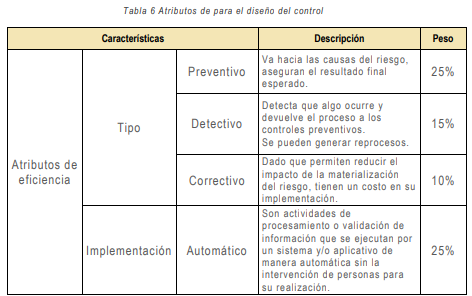 Tabla 6 Atributos de para el diseño del control
Características Descripción Peso
Atributos de
eficiencia
Tipo
Preventivo
Va hacia las causas del riesgo,
aseguran el resultado final
esperado.
25%
Detectivo
Detecta que algo ocurre y
devuelve el proceso a los
controles preventivos.
Se pueden generar reprocesos.
15%
Correctivo
Dado que permiten reducir el
impacto de la materialización
del riesgo, tienen un costo en su
implementación.
10%
Implementación
Automático
Son actividades de
procesamiento o validación de
información que se ejecutan por
un sistema y/o aplicativo de
manera automática sin la
intervención de personas para
su realización.
25%